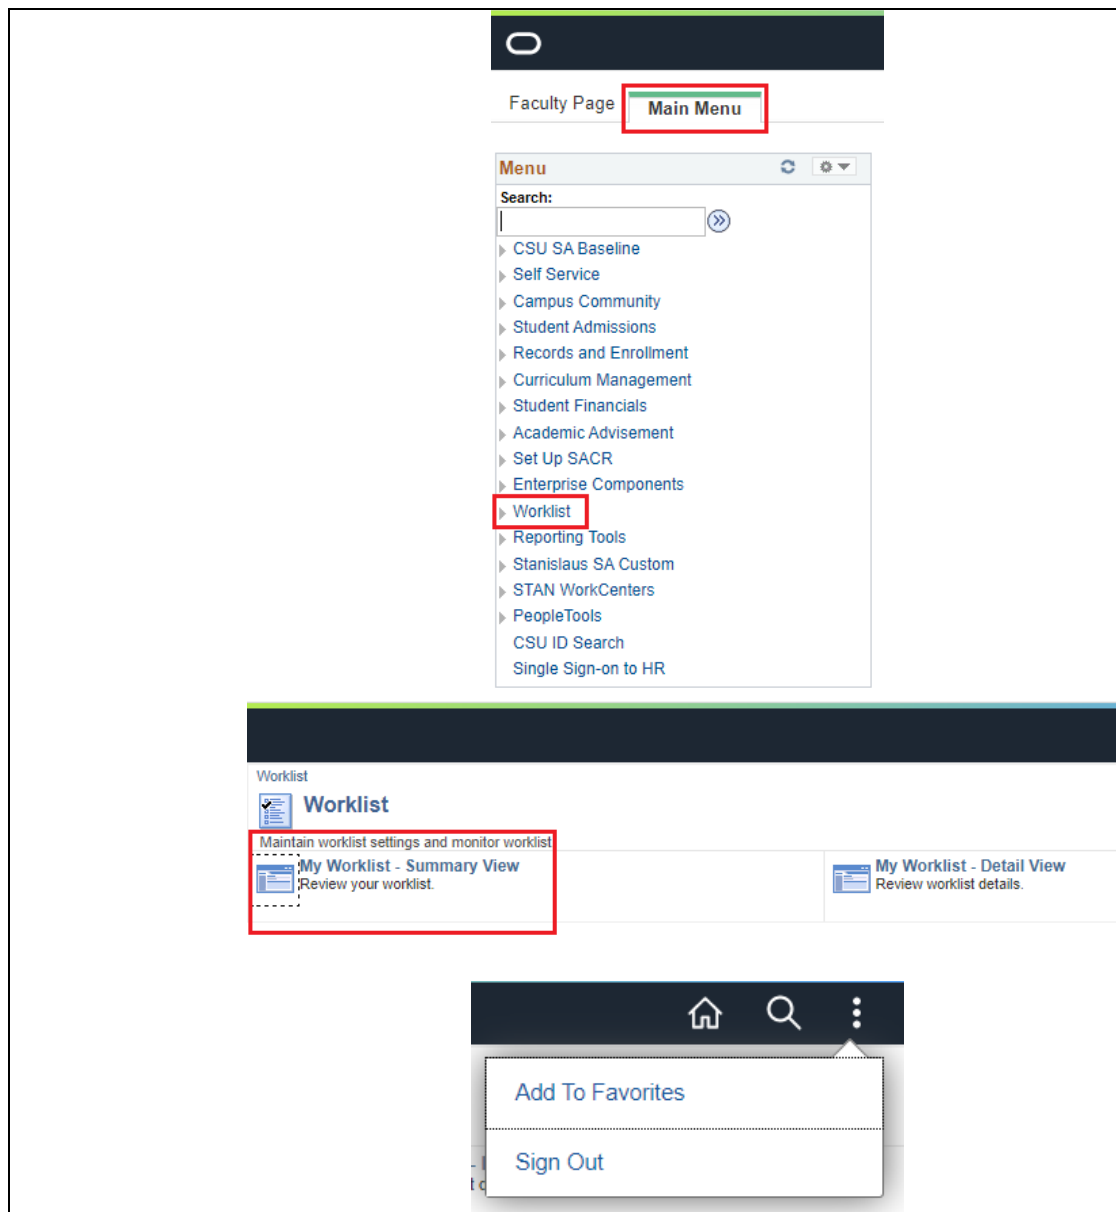 Faculty Page
Main Menu
Menu
Search:
CSU SA Baseline
Self Service
Campus Community
Student Admissions
Records and Enrollment
Curriculum Management
Student Financials
Academic Advisement
Set Up SACR
Enterprise Components
Worklist
Reporting Tools
Stanislaus SA Custom
STAN WorkCenters
PeopleTools
CSU ID Search
Single Sign-on to HR
Worklist
Worklist
Maintain worklist settings and monitor worklist
My Worklist - Summary View
Review your worklist.
My Worklist - Detail View
Review worklist details.
Add To Favorites
Sign Out